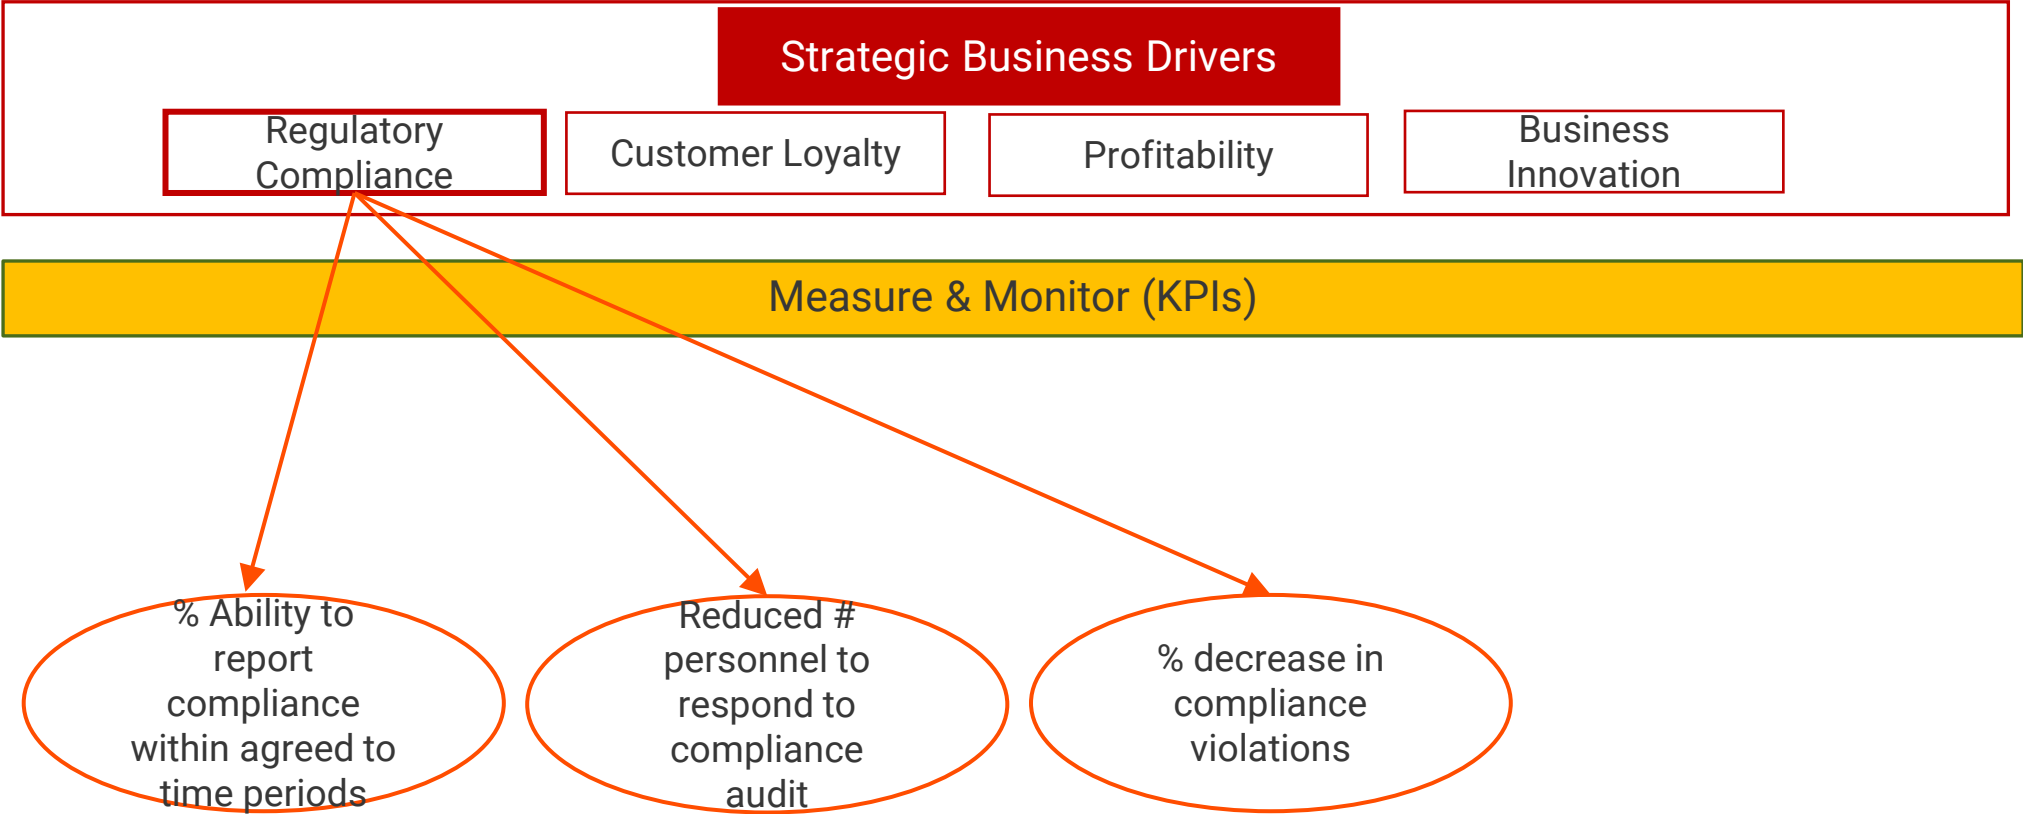 Strategic Business Drivers
Regulatory
Compliance
Customer Loyalty
Profitability
Business
Innovation
Measure & Monitor (KPIs)
% Ability to
report
compliance
within agreed to
time periods
Reduced #
personnel to
respond to
compliance
audit
% decrease in
compliance
violations